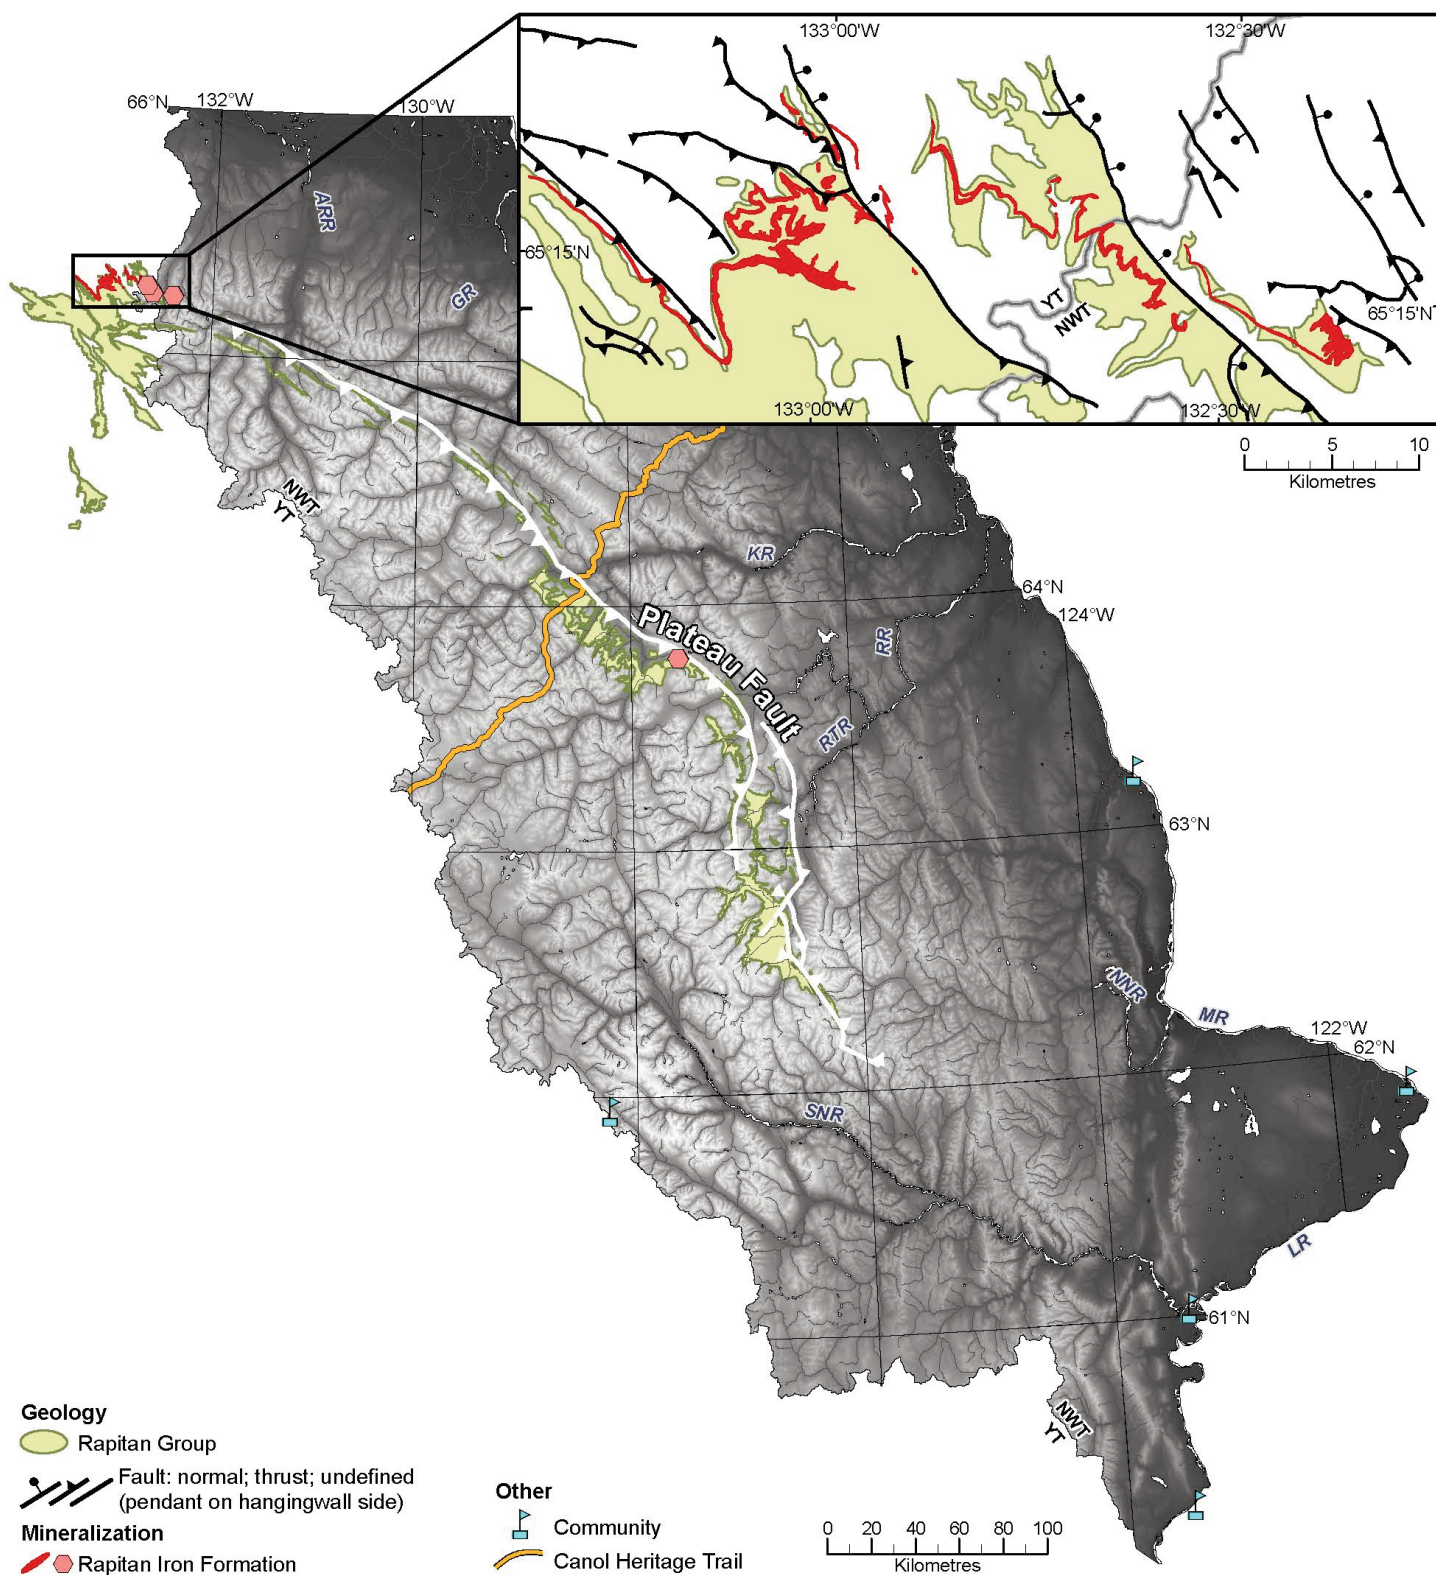 133°00'W
132°30'W
66°N
132°W
130°W
ARR
65°15'N
GR
YT
NWT
65°15'N
133°00'W
132°30'W
0 5 10
Kilometres
NWT
YT
KR
64°N
124°W
Plateau Fault
RR
RTR
63°N
NNR
MR
122°W
62°N
SNR
LR
61°N
NWT
YT
Geology
Rapitan Group
Fault: normal; thrust; undefined
(pendant on hangingwall side)
Mineralization
Rapitan Iron Formation
Other
Community
Canol Heritage Trail
0 20 40 60 80 100
Kilometres